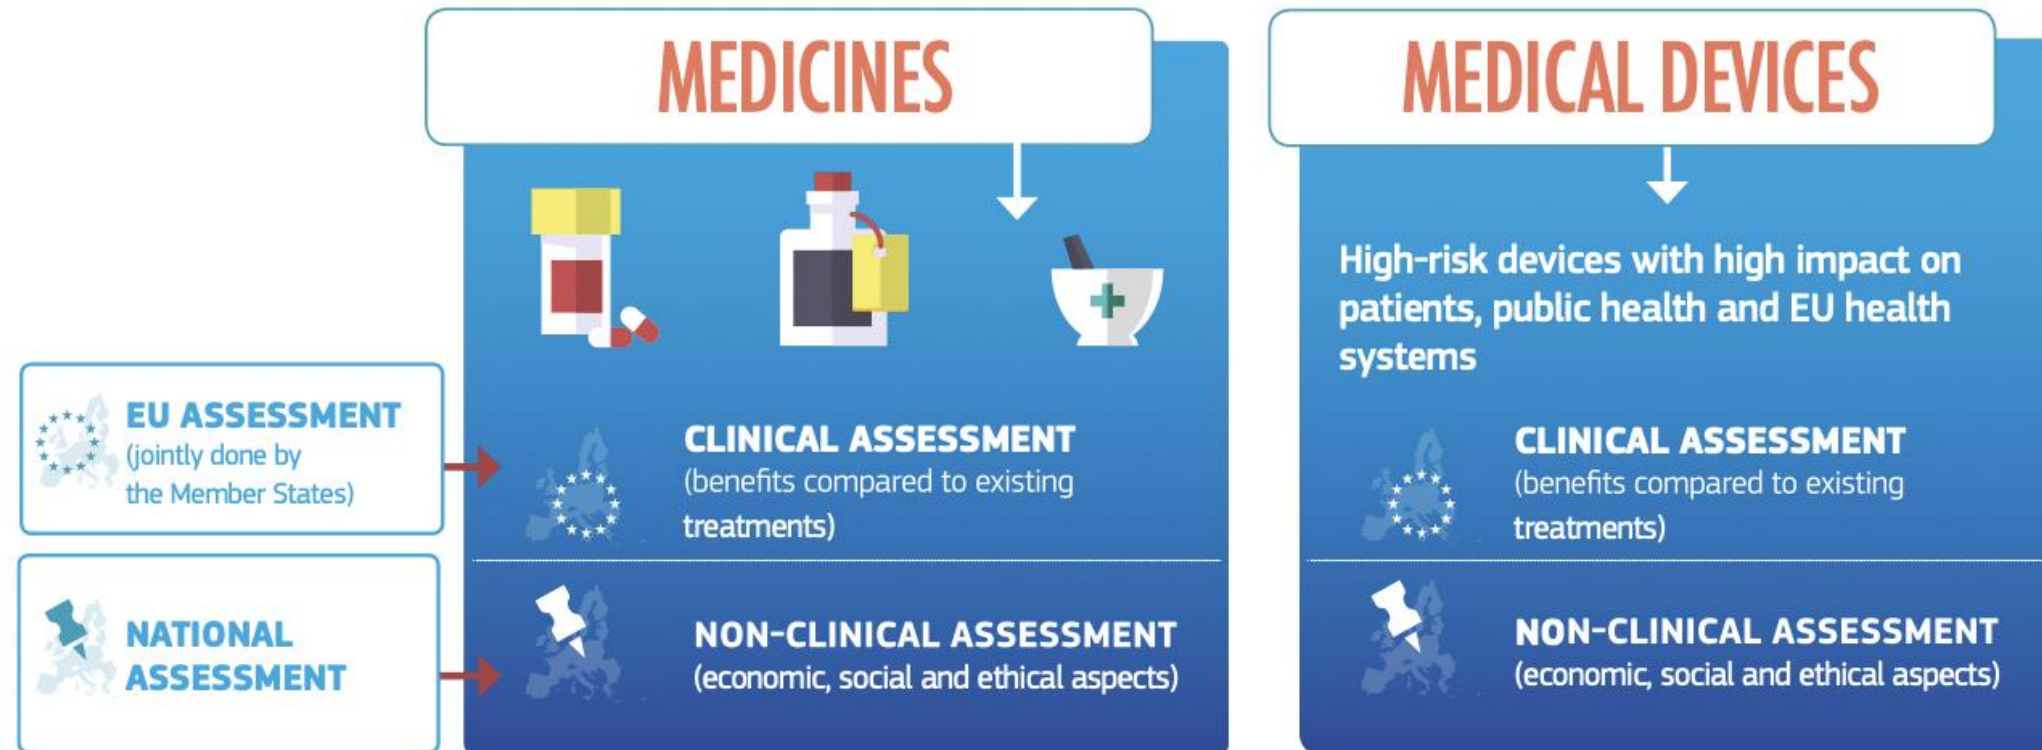 MEDICINES
MEDICAL DEVICES
High-risk devices with high impact on
patients, public health and EU health
systems
EU ASSESSMENT
(jointly done by
the Member States)
CLINICAL ASSESSMENT
(benefits compared to existing
treatments)
CLINICAL ASSESSMENT
(benefits compared to existing
treatments)
NATIONAL
ASSESSMENT
NON-CLINICAL ASSESSMENT
(economic, social and ethical aspects)
NON-CLINICAL ASSESSMENT
(economic, social and ethical aspects)